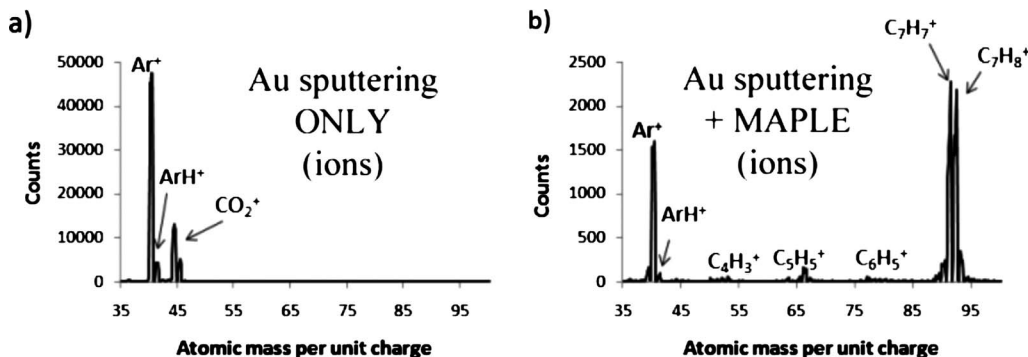 a)
50000
40000
30000
20000
10000
0
Counts
Ar⁺
ArH⁺
CO₂⁺
Au sputtering
ONLY
(ions)
35 45 55 65 75 85 95
Atomic mass per unit charge
b)
2500
2000
1500
1000
500
0
Counts
Ar⁺
ArH⁺
Au sputtering
+ MAPLE
(ions)
C₇H₇⁺
C₇H₈⁺
C₄H₃⁺ C₅H₅⁺ C₆H₅⁺
35 45 55 65 75 85 95
Atomic mass per unit charge